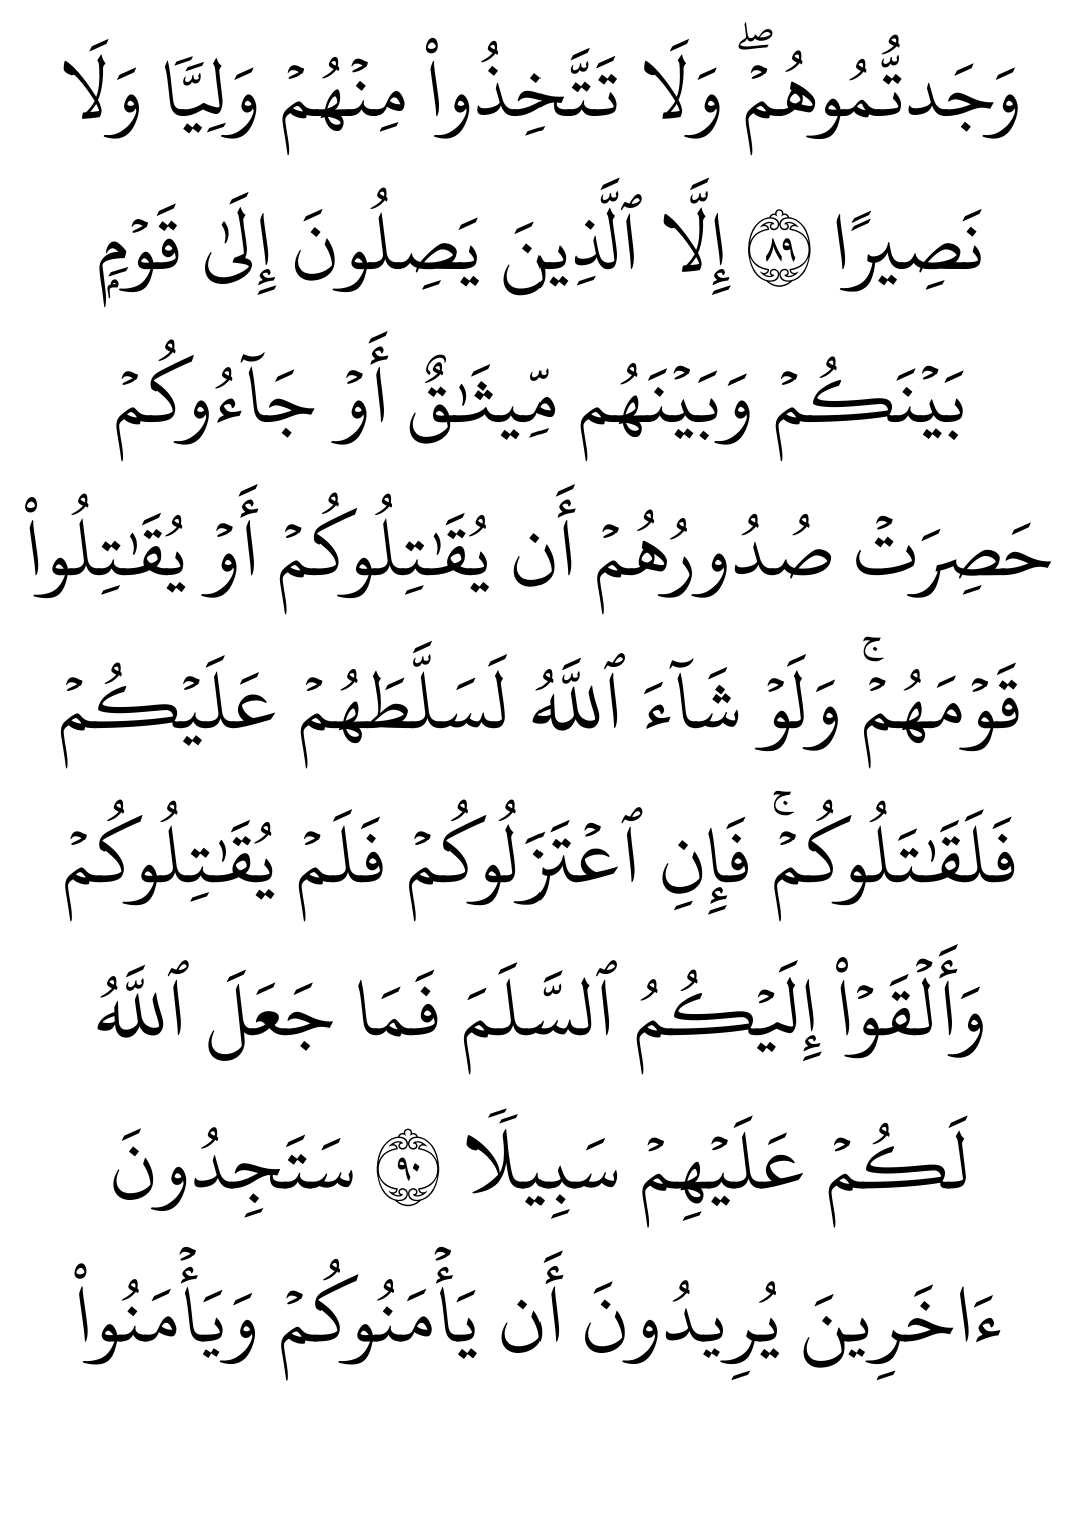 وَجَدتُّمُوهُمۡۖ وَلَا تَتَّخِذُواْ مِنۡهُمۡ وَلِيّٗا وَلَا
نَصِيرًا ٨٩ إِلَّا ٱلَّذِينَ يَصِلُونَ إِلَىٰ قَوۡمِۭ
بَيۡنَكُمۡ وَبَيۡنَهُم مِّيثَٰقٌ أَوۡ جَآءُوكُمۡ
حَصِرَتۡ صُدُورُهُمۡ أَن يُقَٰتِلُوكُمۡ أَوۡ يُقَٰتِلُواْ
قَوۡمَهُمۡۚ وَلَوۡ شَآءَ ٱللَّهُ لَسَلَّطَهُمۡ عَلَيۡكُمۡ
فَلَقَٰتَلُوكُمۡۚ فَإِنِ ٱعۡتَزَلُوكُمۡ فَلَمۡ يُقَٰتِلُوكُمۡ
وَأَلۡقَوۡاْ إِلَيۡكُمُ ٱلسَّلَمَ فَمَا جَعَلَ ٱللَّهُ
لَكُمۡ عَلَيۡهِمۡ سَبِيلٗا ٩٠ سَتَجِدُونَ
ءَاخَرِينَ يُرِيدُونَ أَن يَأۡمَنُوكُمۡ وَيَأۡمَنُواْ